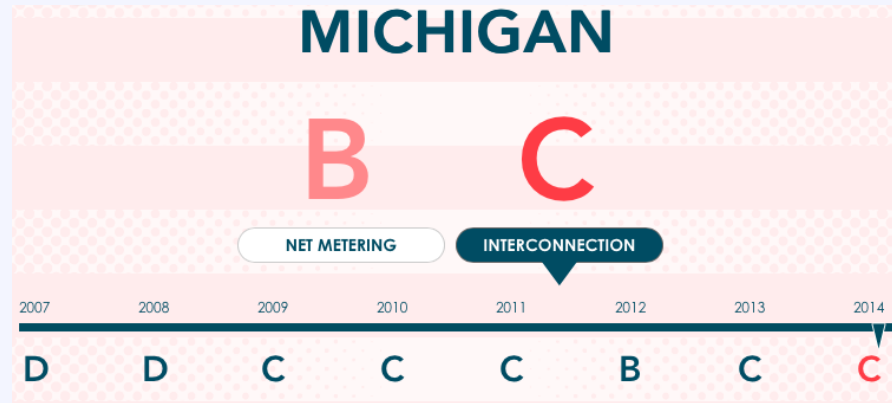 MICHIGAN
B C
NET METERING INTERCONNECTION
2007 2008 2009 2010 2011 2012 2013 2014
D D C C C B C C